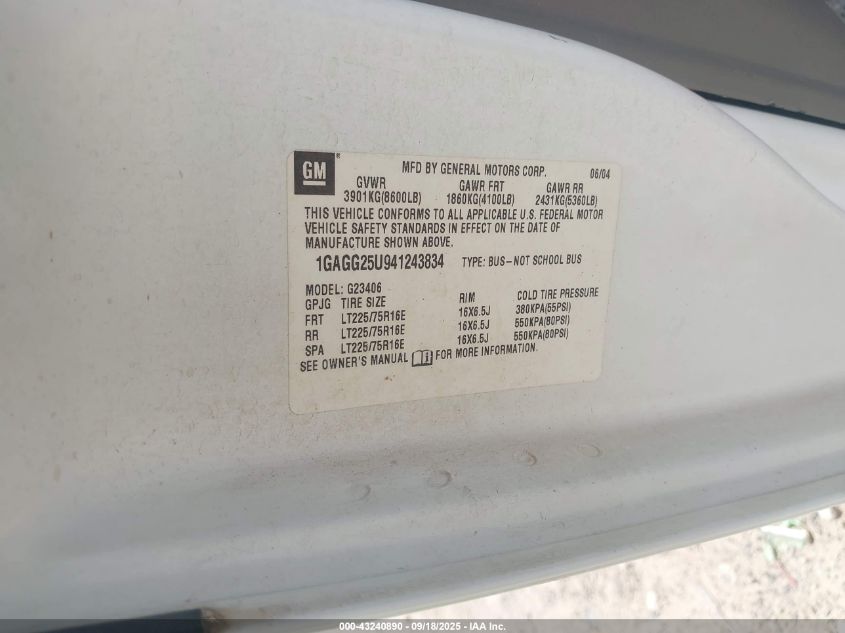 GM ® MFD BY GENERAL MOTORS CORP. 06/04
GVWR GAWR FRT GAWR RR
3901KG(8600LB) 1860KG(4100LB) 2431KG(5360LB)
THIS VEHICLE CONFORMS TO ALL APPLICABLE U.S. FEDERAL MOTOR
VEHICLE SAFETY STANDARDS IN EFFECT ON THE DATE OF
MANUFACTURE SHOWN ABOVE.
1GAGG25U941243834 TYPE: BUS-NOT SCHOOL BUS
MODEL: G23406
GPJG TIRE SIZE RIM COLD TIRE PRESSURE
FRT LT225/75R16E 16X6.5J 380KPA(55PSI)
RR LT225/75R16E 16X6.5J 550KPA(80PSI)
SPA LT225/75R16E 16X6.5J 550KPA(80PSI)
SEE OWNER'S MANUAL FOR MORE INFORMATION.
000-43240890 - 09/18/2025 - IAA Inc.